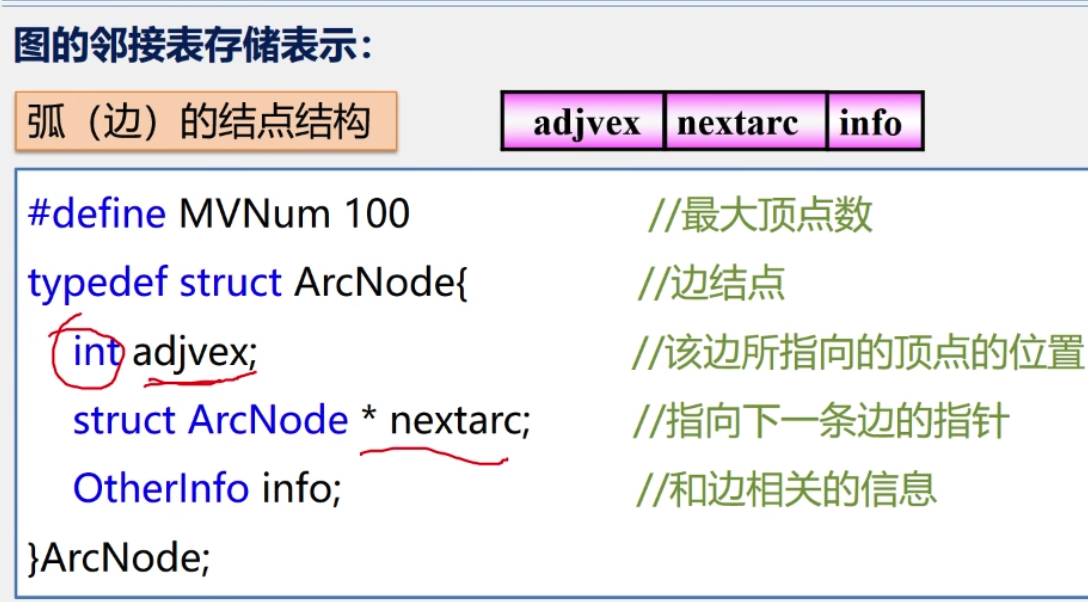 图的邻接表存储表示：
弧（边）的结点结构 adjvex nextarc info
#define MVNum 100 //最大顶点数
typedef struct ArcNode{ //边结点
int adjvex; //该边所指向的顶点的位置
struct ArcNode * nextarc; //指向下一条边的指针
OtherInfo info; //和边相关的信息
}ArcNode;